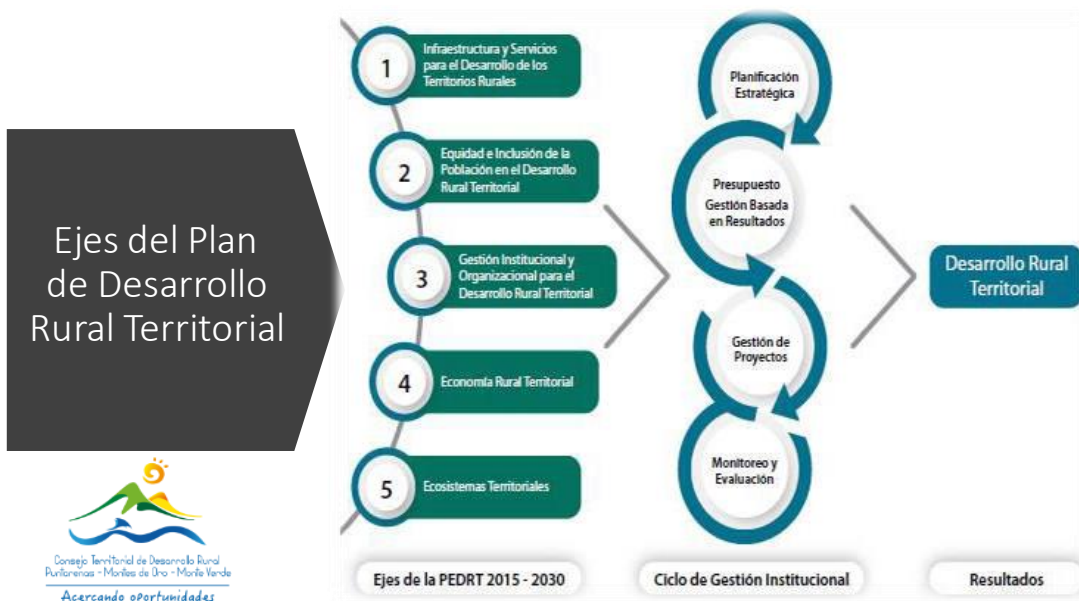 Ejes del Plan
de Desarrollo
Rural Territorial
Consejo Territorial de Desarrollo Rural
Puntarenas - Montes de Oro - Monte Verde
Acercando oportunidades
1
Infraestructura y Servicios
para el Desarrollo de los
Territorios Rurales
2
Equidad e Inclusión de la
Población en el Desarrollo
Rural Territorial
3
Gestión Institucional y
Organizacional para el
Desarrollo Rural Territorial
4
Economía Rural Territorial
5
Ecosistemas Territoriales
Ejes de la PEDRT 2015 - 2030
Planificación
Estratégica
Presupuesto
Gestión Basada
en Resultados
Gestión de
Proyectos
Monitoreo y
Evaluación
Ciclo de Gestión Institucional
Desarrollo Rural
Territorial
Resultados